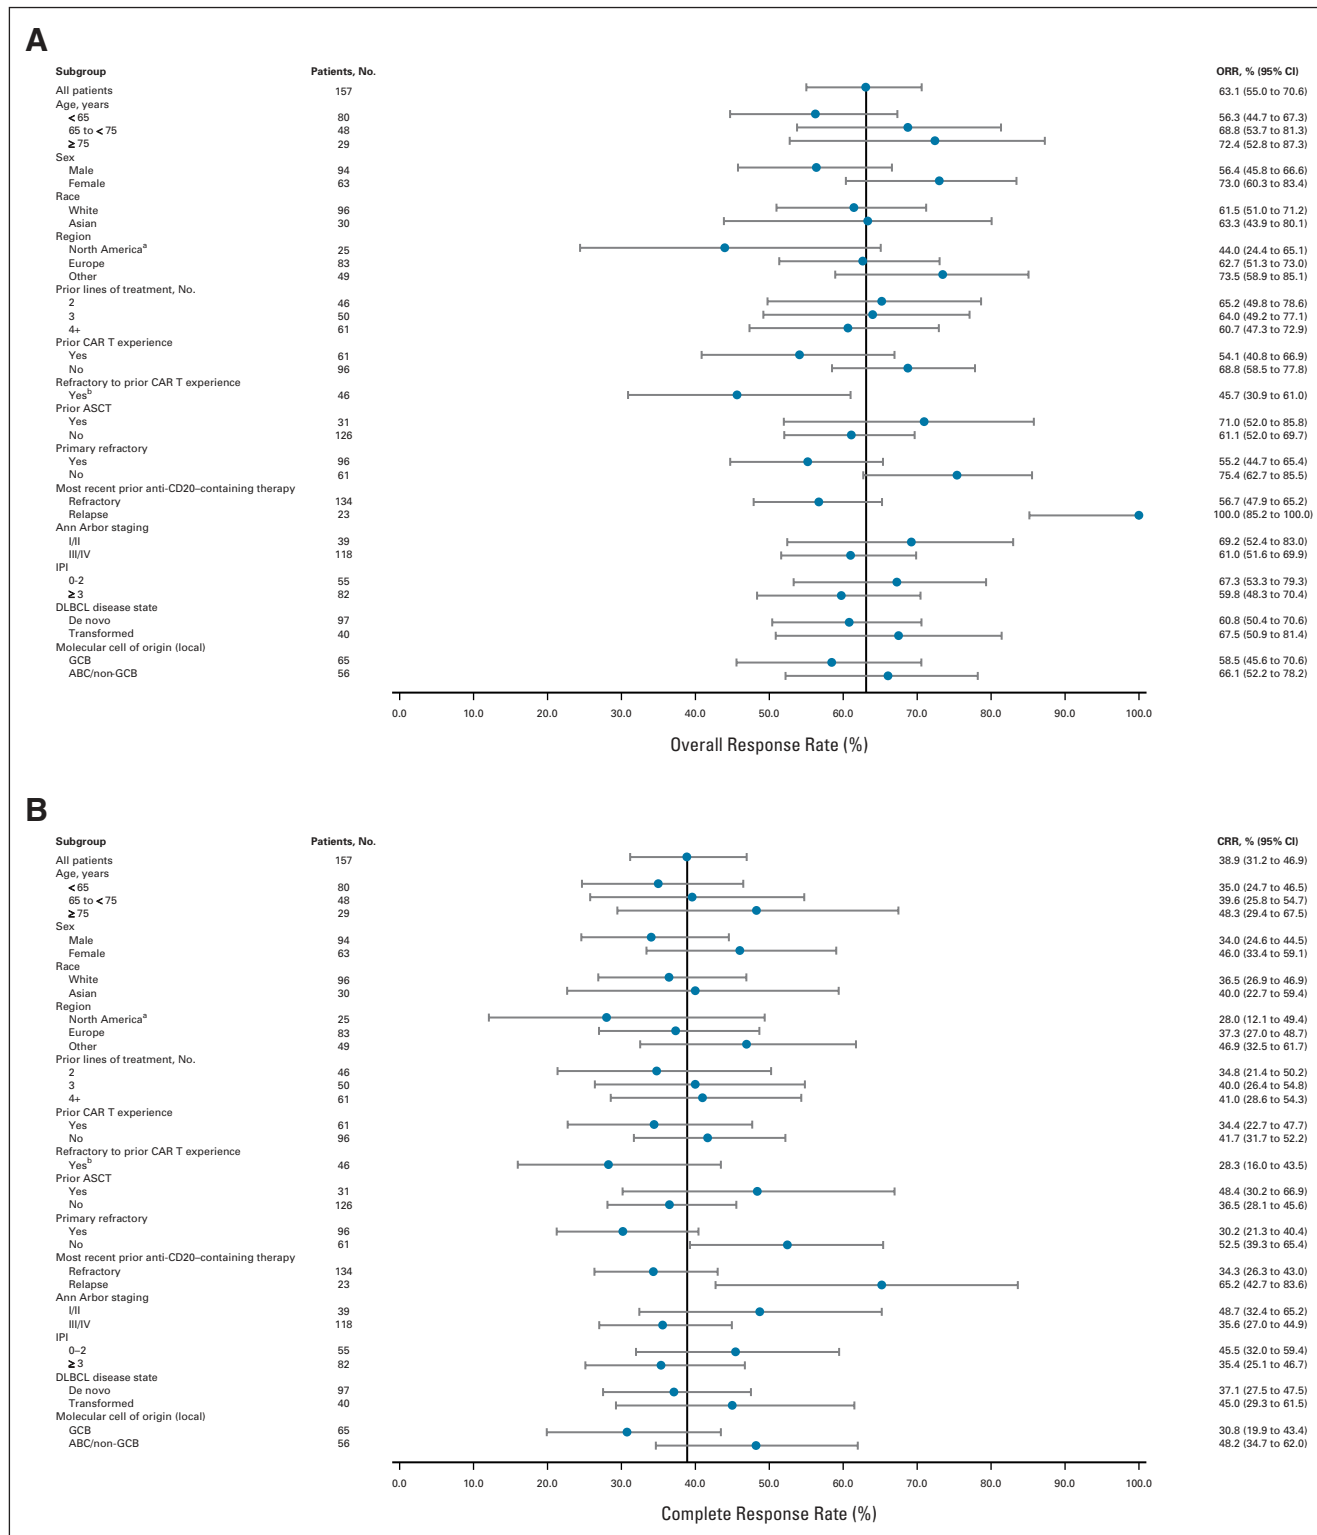 A
Subgroup Patients, No. ORR, % (95% CI)
All patients 157 63.1 (55.0 to 70.6)
Age, years
< 65 80 56.3 (44.7 to 67.3)
65 to < 75 48 68.8 (53.7 to 81.3)
≥ 75 29 72.4 (52.8 to 87.3)
Sex
Male 94 56.4 (45.8 to 66.6)
Female 63 73.0 (60.3 to 83.4)
Race
White 96 61.5 (51.0 to 71.2)
Asian 30 63.3 (43.9 to 80.1)
Region
North Americaᵃ 25 44.0 (24.4 to 65.1)
Europe 83 62.7 (51.3 to 73.0)
Other 49 73.5 (58.9 to 85.1)
Prior lines of treatment, No.
2 46 65.2 (49.8 to 78.6)
3 50 64.0 (49.2 to 77.1)
4+ 61 60.7 (47.3 to 72.9)
Prior CAR T experience
Yes 61 54.1 (40.8 to 66.9)
No 96 68.8 (58.5 to 77.8)
Refractory to prior CAR T experience
Yesᵇ 46 45.7 (30.9 to 61.0)
Prior ASCT
Yes 31 71.0 (52.0 to 85.8)
No 126 61.1 (52.0 to 69.7)
Primary refractory
Yes 96 55.2 (44.7 to 65.4)
No 61 75.4 (62.7 to 85.5)
Most recent prior anti-CD20–containing therapy
Refractory 134 56.7 (47.9 to 65.2)
Relapse 23 100.0 (85.2 to 100.0)
Ann Arbor staging
I/II 39 69.2 (52.4 to 83.0)
III/IV 118 61.0 (51.6 to 69.9)
IPI
0-2 55 67.3 (53.3 to 79.3)
≥ 3 82 59.8 (48.3 to 70.4)
DLBCL disease state
De novo 97 60.8 (50.4 to 70.6)
Transformed 40 67.5 (50.9 to 81.4)
Molecular cell of origin (local)
GCB 65 58.5 (45.6 to 70.6)
ABC/non-GCB 56 66.1 (52.2 to 78.2)
0.0 10.0 20.0 30.0 40.0 50.0 60.0 70.0 80.0 90.0 100.0
Overall Response Rate (%)
B
Subgroup Patients, No. CRR, % (95% CI)
All patients 157 38.9 (31.2 to 46.9)
Age, years
< 65 80 35.0 (24.7 to 46.5)
65 to < 75 48 39.6 (25.8 to 54.7)
≥ 75 29 48.3 (29.4 to 67.5)
Sex
Male 94 34.0 (24.6 to 44.5)
Female 63 46.0 (33.4 to 59.1)
Race
White 96 36.5 (26.9 to 46.9)
Asian 30 40.0 (22.7 to 59.4)
Region
North Americaᵃ 25 28.0 (12.1 to 49.4)
Europe 83 37.3 (27.0 to 48.7)
Other 49 46.9 (32.5 to 61.7)
Prior lines of treatment, No.
2 46 34.8 (21.4 to 50.2)
3 50 40.0 (26.4 to 54.8)
4+ 61 41.0 (28.6 to 54.3)
Prior CAR T experience
Yes 61 34.4 (22.7 to 47.7)
No 96 41.7 (31.7 to 52.2)
Refractory to prior CAR T experience
Yesᵇ 46 28.3 (16.0 to 43.5)
Prior ASCT
Yes 31 48.4 (30.2 to 66.9)
No 126 36.5 (28.1 to 45.6)
Primary refractory
Yes 96 30.2 (21.3 to 40.4)
No 61 52.5 (39.3 to 65.4)
Most recent prior anti-CD20–containing therapy
Refractory 134 34.3 (26.3 to 43.0)
Relapse 23 65.2 (42.7 to 83.6)
Ann Arbor staging
I/II 39 48.7 (32.4 to 65.2)
III/IV 118 35.6 (27.0 to 44.9)
IPI
0–2 55 45.5 (32.0 to 59.4)
≥ 3 82 35.4 (25.1 to 46.7)
DLBCL disease state
De novo 97 37.1 (27.5 to 47.5)
Transformed 40 45.0 (29.3 to 61.5)
Molecular cell of origin (local)
GCB 65 30.8 (19.9 to 43.4)
ABC/non-GCB 56 48.2 (34.7 to 62.0)
0.0 10.0 20.0 30.0 40.0 50.0 60.0 70.0 80.0 90.0 100.0
Complete Response Rate (%)